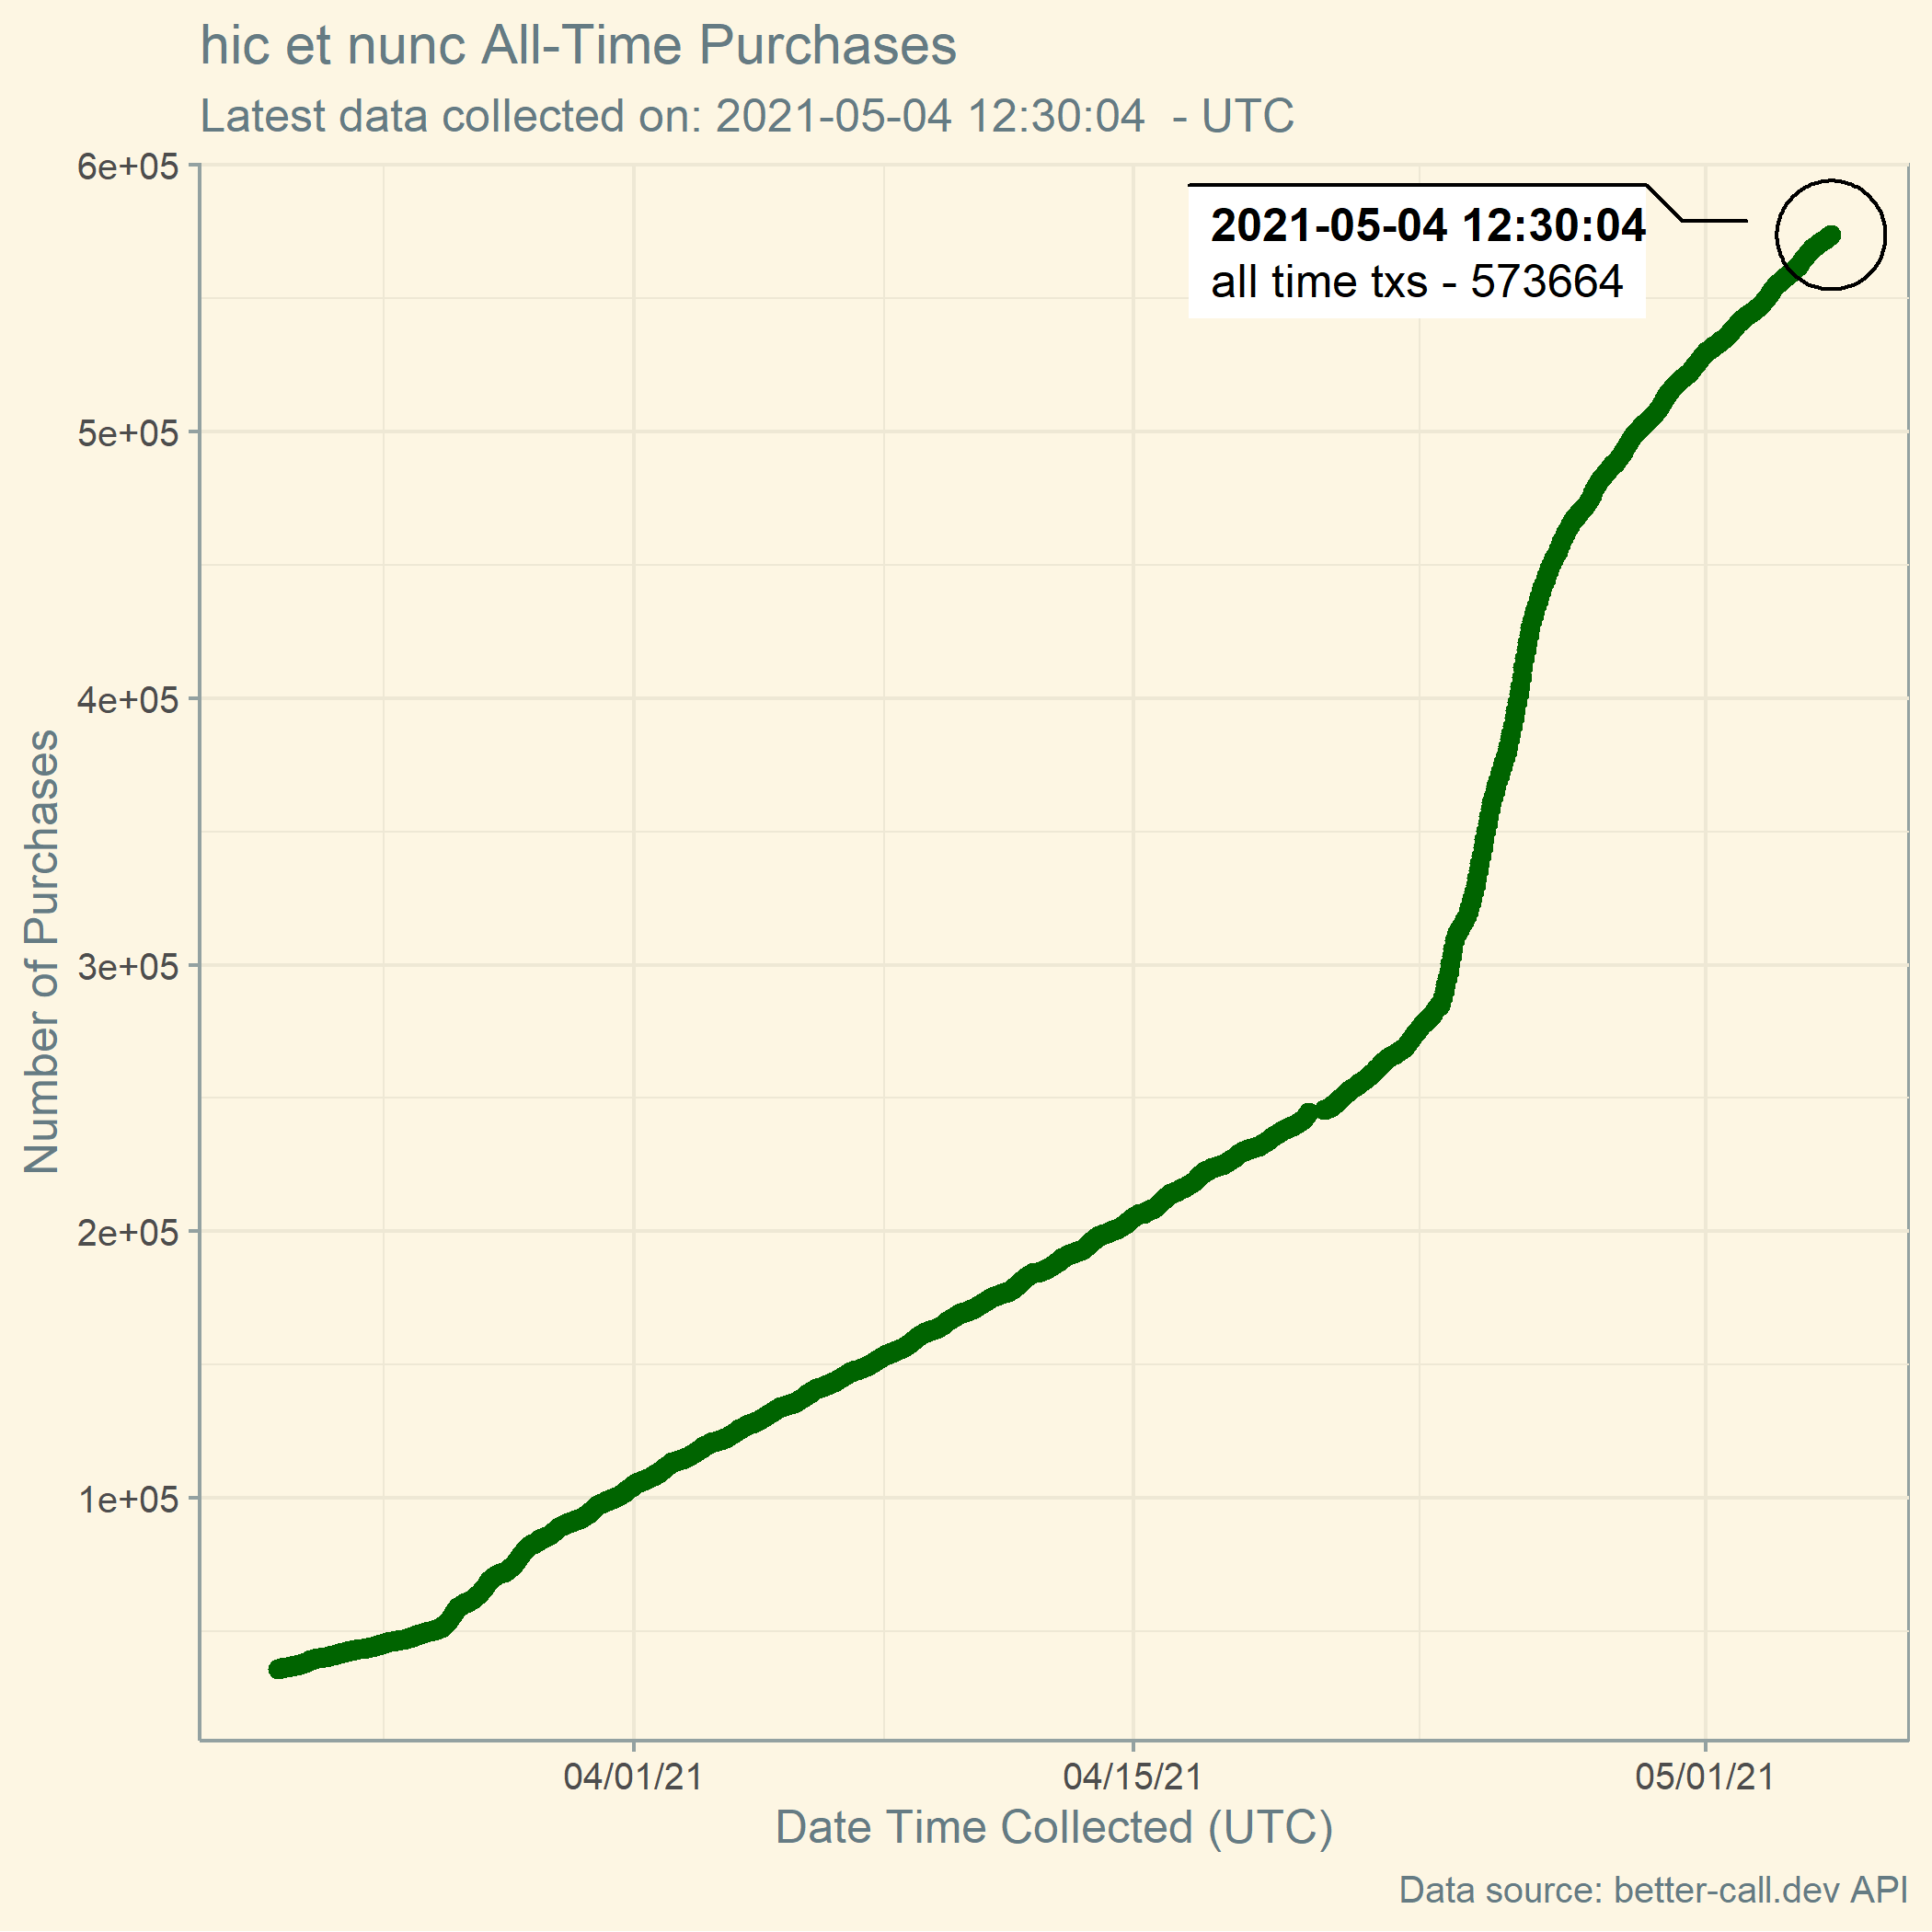 hic et nunc All-Time Purchases
Latest data collected on: 2021-05-04 12:30:04  - UTC
6e+05
2021-05-04 12:30:04
all time txs - 573664
5e+05
4e+05
Number of Purchases
3e+05
2e+05
1e+05
04/01/21 04/15/21 05/01/21
Date Time Collected (UTC)
Data source: better-call.dev API